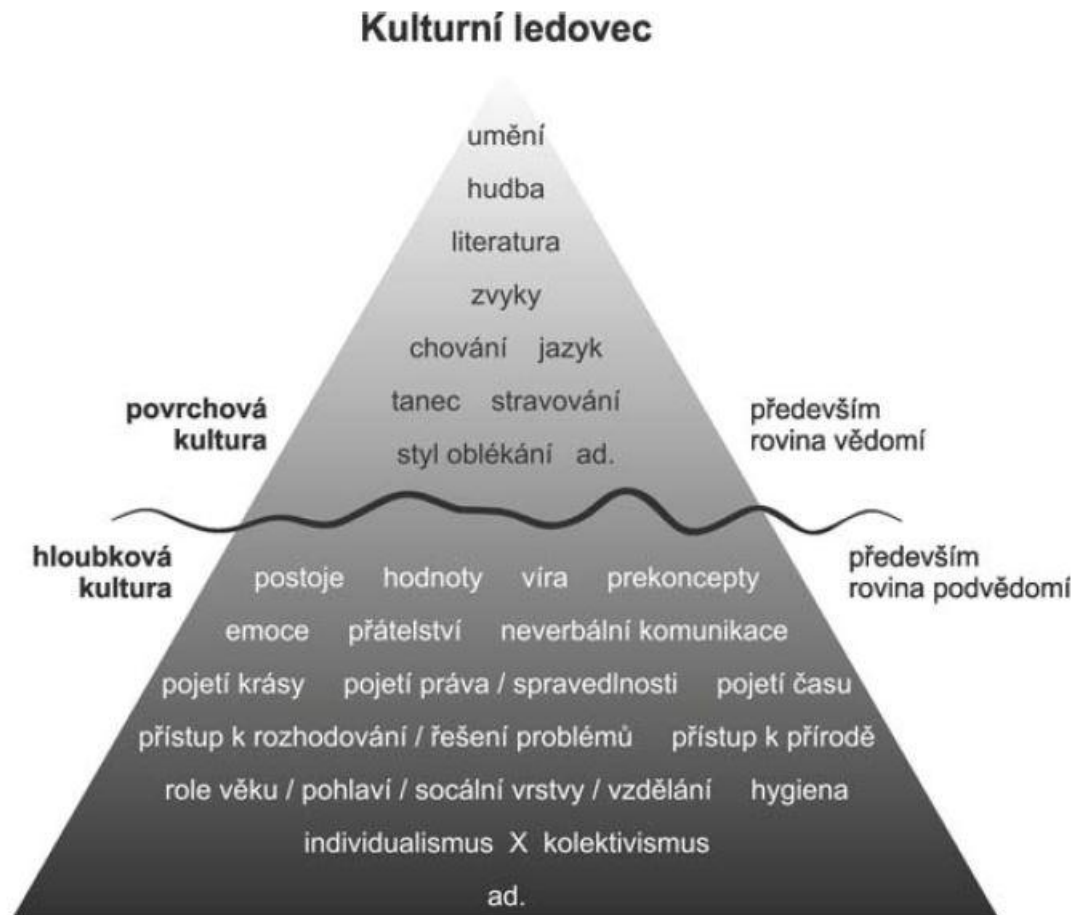 Kulturní ledovec
umění
hudba
literatura
zvyky
chování jazyk
tanec stravování
styl oblékání ad.
povrchová
kultura
především
rovina vědomí
hloubková
kultura
především
rovina podvědomí
postoje hodnoty víra prekoncepty
emoce přátelství neverbální komunikace
pojetí krásy pojetí práva / spravedlnosti pojetí času
přístup k rozhodování / řešení problémů přístup k přírodě
role věku / pohlaví / socální vrstvy / vzdělání hygiena
individualismus X kolektivismus
ad.